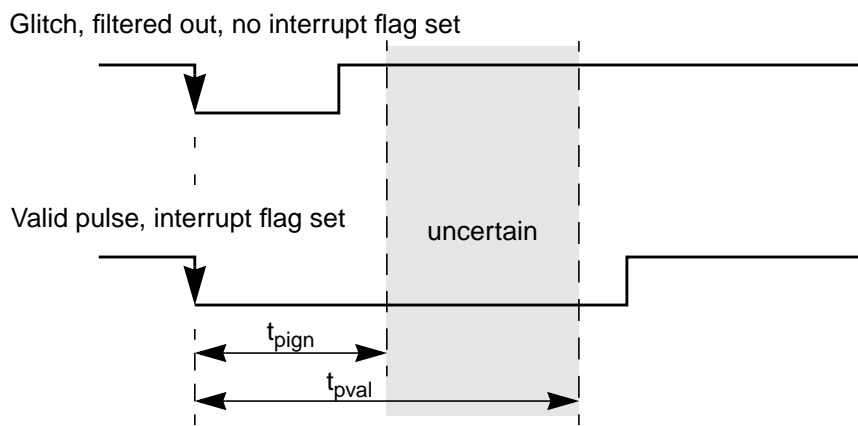 Glitch, filtered out, no interrupt flag set
Valid pulse, interrupt flag set
uncertain
tpign
tpval